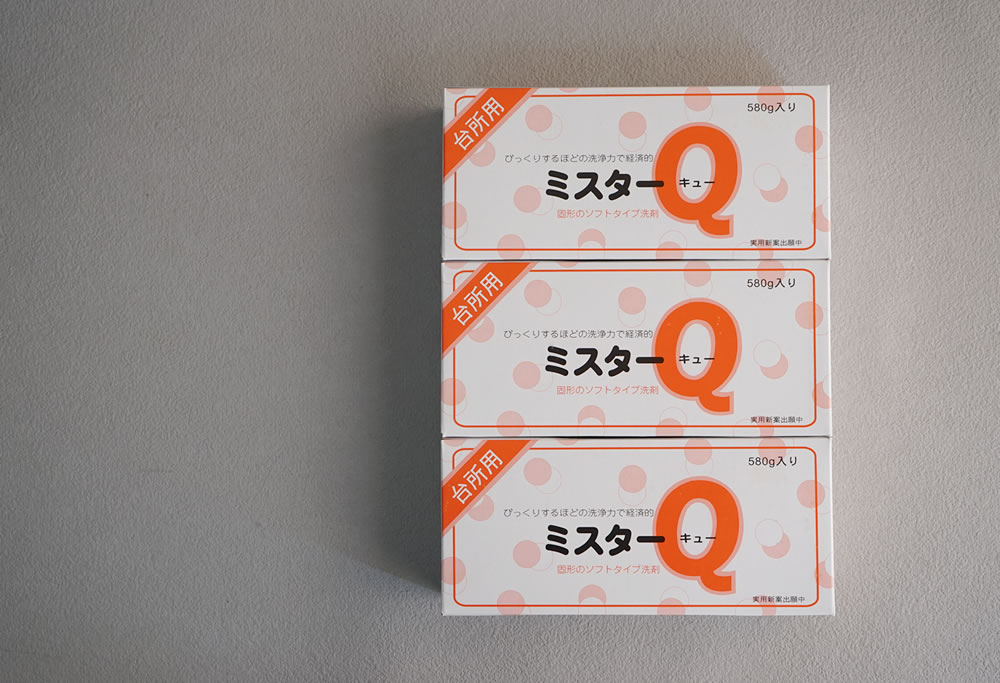 台所用
580g入り
びっくりするほどの洗浄力で経済的
ミスターQ
キュー
固形のソフトタイプ洗剤
実用新案出願中
台所用
580g入り
びっくりするほどの洗浄力で経済的
ミスターQ
キュー
固形のソフトタイプ洗剤
実用新案出願中
台所用
580g入り
びっくりするほどの洗浄力で経済的
ミスターQ
キュー
固形のソフトタイプ洗剤
実用新案出願中